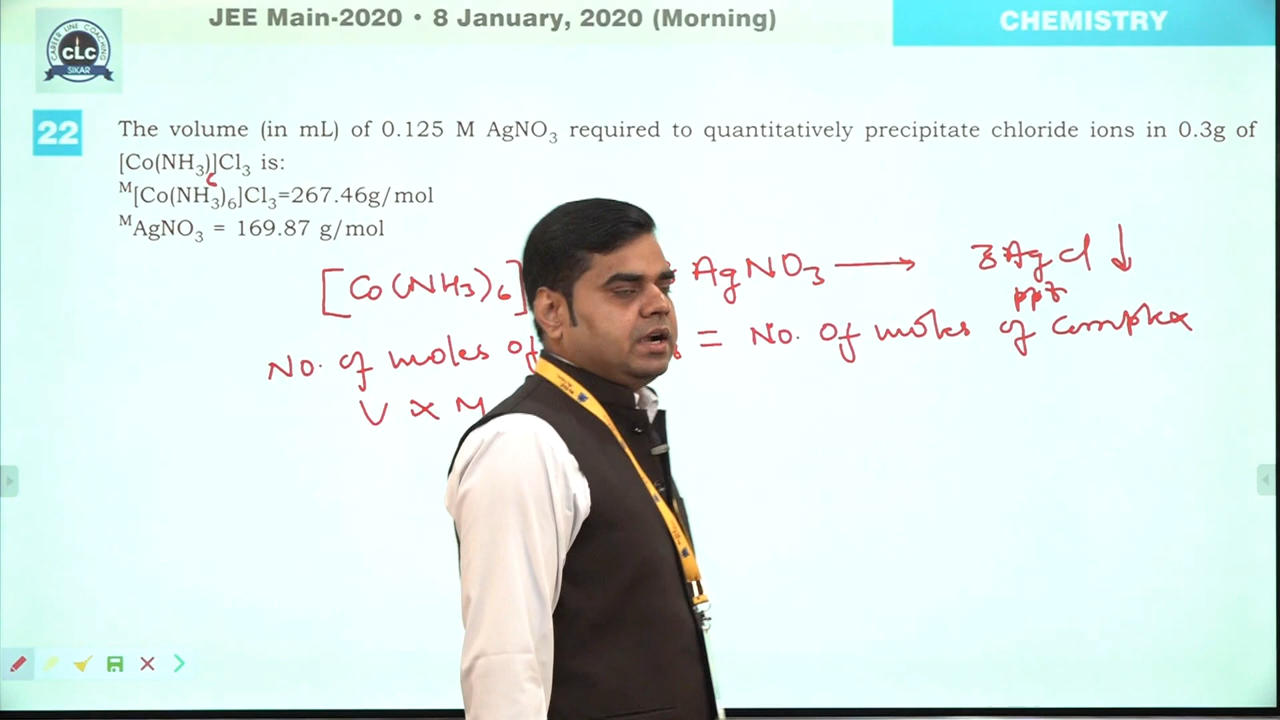 JEE Main-2020 • 8 January, 2020 (Morning)
CHEMISTRY
CAREER LINE COACHING
CLC
SIKAR
22
The volume (in mL) of 0.125 M AgNO₃ required to quantitatively precipitate chloride ions in 0.3g of
[Co(NH₃)]Cl₃ is:
6
ᴹ[Co(NH₃)₆]Cl₃=267.46g/mol
ᴹAgNO₃ = 169.87 g/mol
[Co(NH₃)₆] AgNO₃ ⟶ 3AgCl ↓
ppt
No. of moles of = No. of moles of complex
V × M